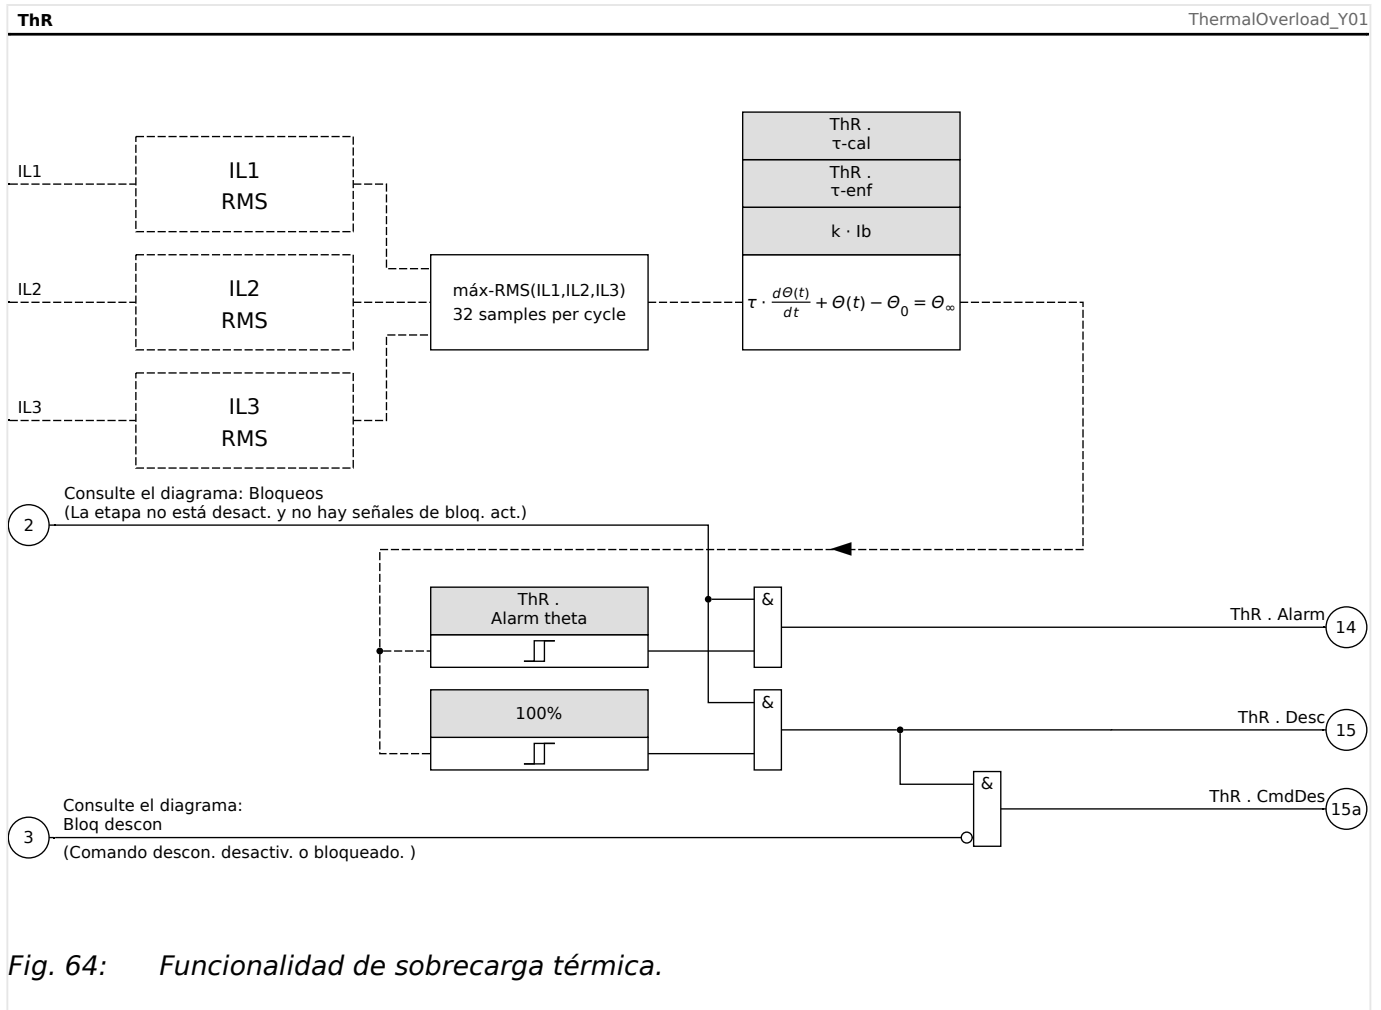 ThR
ThermalOverload_Y01
IL1
IL1
RMS
IL2
IL2
RMS
IL3
IL3
RMS
máx-RMS(IL1,IL2,IL3)
32 samples per cycle
ThR .
τ-cal
ThR .
τ-enf
k · Ib
τ · dΘ(t)/dt + Θ(t) − Θ₀ = Θ∞
Consulte el diagrama: Bloqueos
(La etapa no está desact. y no hay señales de bloq. act.)
2
ThR .
Alarm theta
&
ThR . Alarm
14
100%
&
ThR . Desc
15
&
ThR . CmdDes
15a
Consulte el diagrama:
Bloq descon
3
(Comando descon. desactiv. o bloqueado. )
Fig. 64: Funcionalidad de sobrecarga térmica.